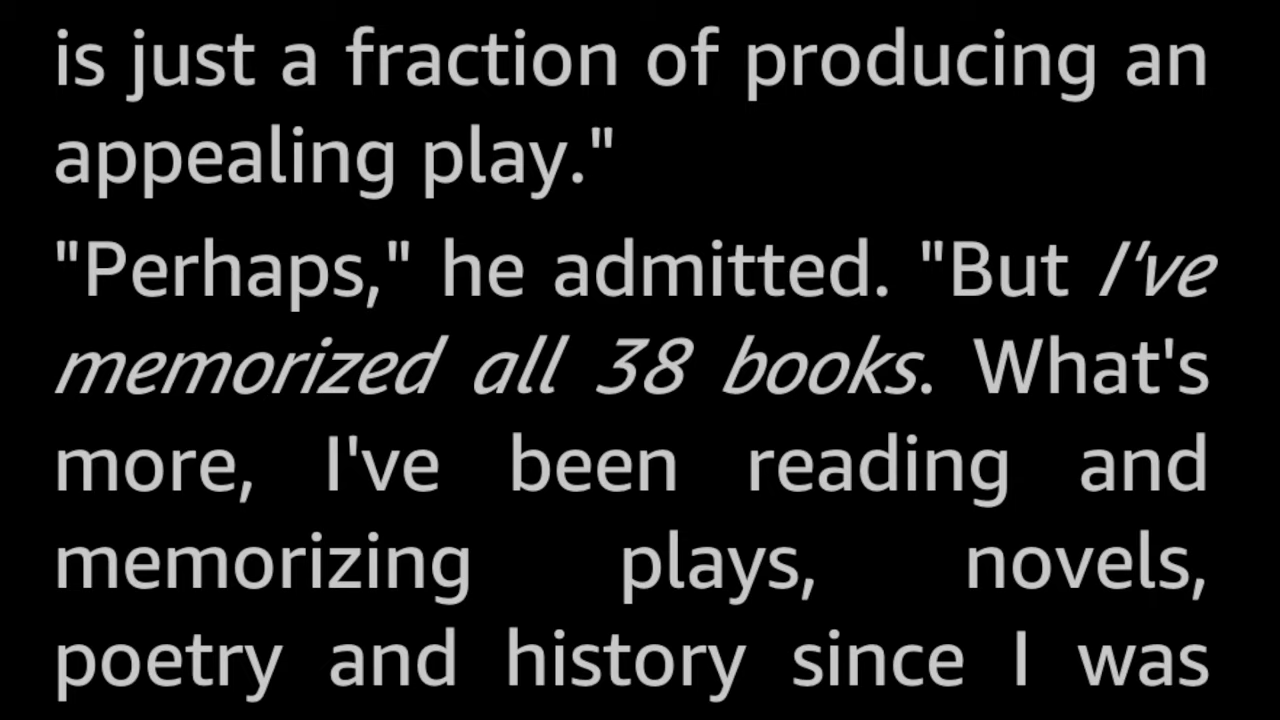 is just a fraction of producing an
appealing play."
"Perhaps," he admitted. "But I've
memorized all 38 books. What's
more, I've been reading and
memorizing plays, novels,
poetry and history since I was